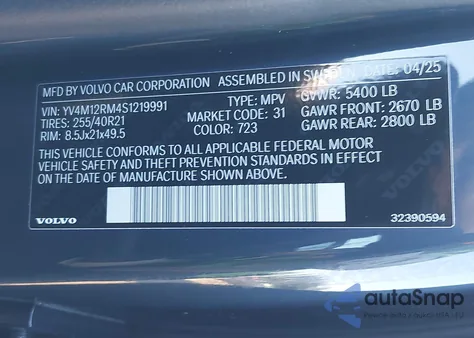 MFD BY VOLVO CAR CORPORATION ASSEMBLED IN SWEDEN DATE: 04/25
VIN: YV4M12RM4S1219991 TYPE: MPV GVWR: 5400 LB
TIRES: 255/40R21 MARKET CODE: 31 GAWR FRONT: 2670 LB
RIM: 8.5Jx21x49.5 COLOR: 723 GAWR REAR: 2800 LB
THIS VEHICLE CONFORMS TO ALL APPLICABLE FEDERAL MOTOR
VEHICLE SAFETY AND THEFT PREVENTION STANDARDS IN EFFECT
ON DATE OF MANUFACTURE SHOWN ABOVE.
VOLVO 32390594
autoSnap